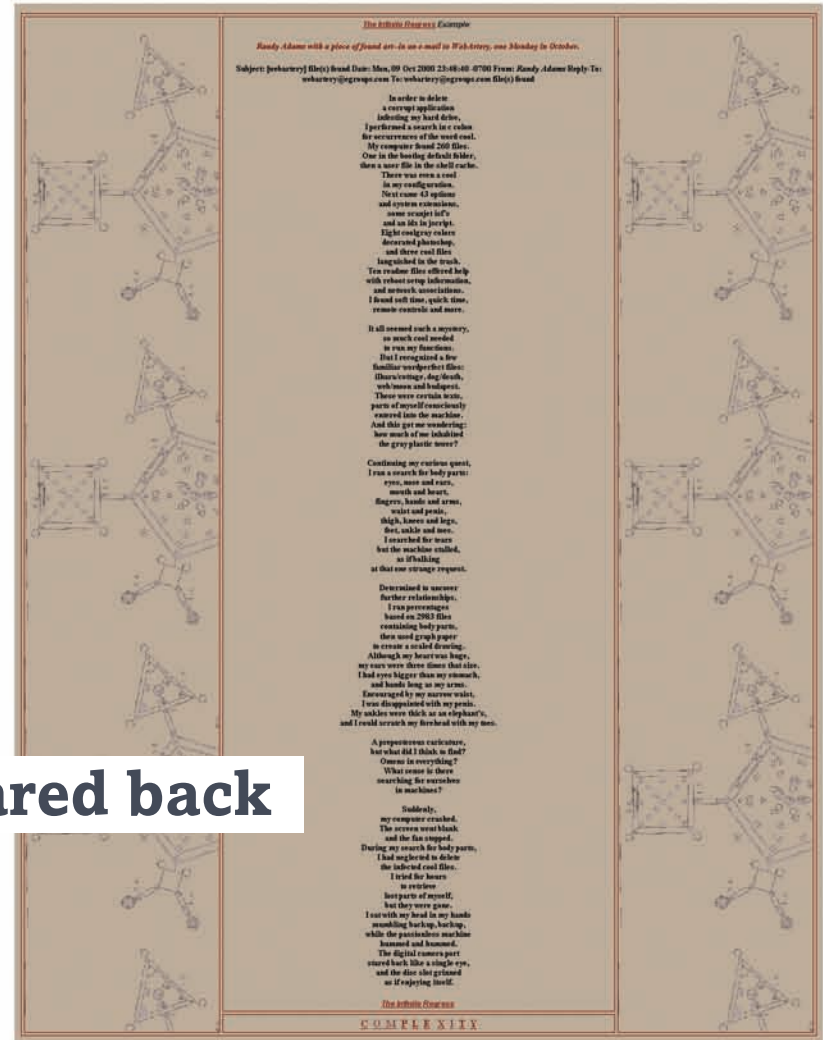 The Infinite Regress Example
Randy Adams with a piece of found art–in an e-mail to WebArtery, one Monday in October.
Subject: [webartery] file(s) found Date: Mon, 09 Oct 2000 23:48:40 -0700 From: Randy Adams Reply-To:
webartery@egroups.com To: webartery@egroups.com file(s) found
In order to delete
a corrupt application
infesting my hard drive,
I performed a search in c colon
for occurrences of the word cool.
My computer found 260 files.
One in the bootlog default folder,
then a user file in the shell cache.
There was even a cool
in my configuration.
Next came 43 options
and system extensions,
some scanjet icf's
and an idx in jscript.
Eight coolgray colors
decorated photoshop,
and three cool files
languished in the trash.
Ten readme files offered help
with reboot setup information,
and network associations.
I found soft time, quick time,
remote controls and more.
It all seemed such a mystery,
so much cool needed
to run my functions.
But I recognized a few
familiar wordperfect files:
/cottage, dog/death,
web/moon and budapest.
These were certain texts,
parts of myself consciously
entered into the machine.
And this got me wondering:
how much of me inhabited
the gray plastic tower?
Continuing my curious quest,
I ran a search for body parts:
eyes, nose and ears,
mouth and heart,
fingers, hands and arms,
waist and penis,
thigh, knees and legs,
feet, ankle and toes.
I searched for tears
but the machine stalled,
as if balking
at that one strange request.
Determined to uncover
further relationships,
I ran percentages
based on 2983 files
containing body parts,
then used graph paper
to create a scaled drawing.
Although my heart was huge,
my ears were three times that size.
I had eyes bigger than my stomach,
and hands long as my arms.
Encouraged by my narrow waist,
I was disappointed with my penis.
My ankles were thick as an elephant's,
and I could scratch my forehead with my toes.
A preposterous caricature,
but what did I think to find?
Omens in everything?
What sense is there
searching for ourselves
in machines?
ared back
Suddenly,
my computer crashed.
The screen went blank
and the fan stopped.
During my search for body parts,
I had neglected to delete
the infected cool files.
I tried for hours
to retrieve
lost parts of myself,
but they were gone.
I sat with my head in my hands
mumbling backup, backup,
while the passionless machine
hummed and hummed.
The digital camera port
stared back like a single eye,
and the disc slot grinned
as if enjoying itself.
The Infinite Regress
COMPLEXITY